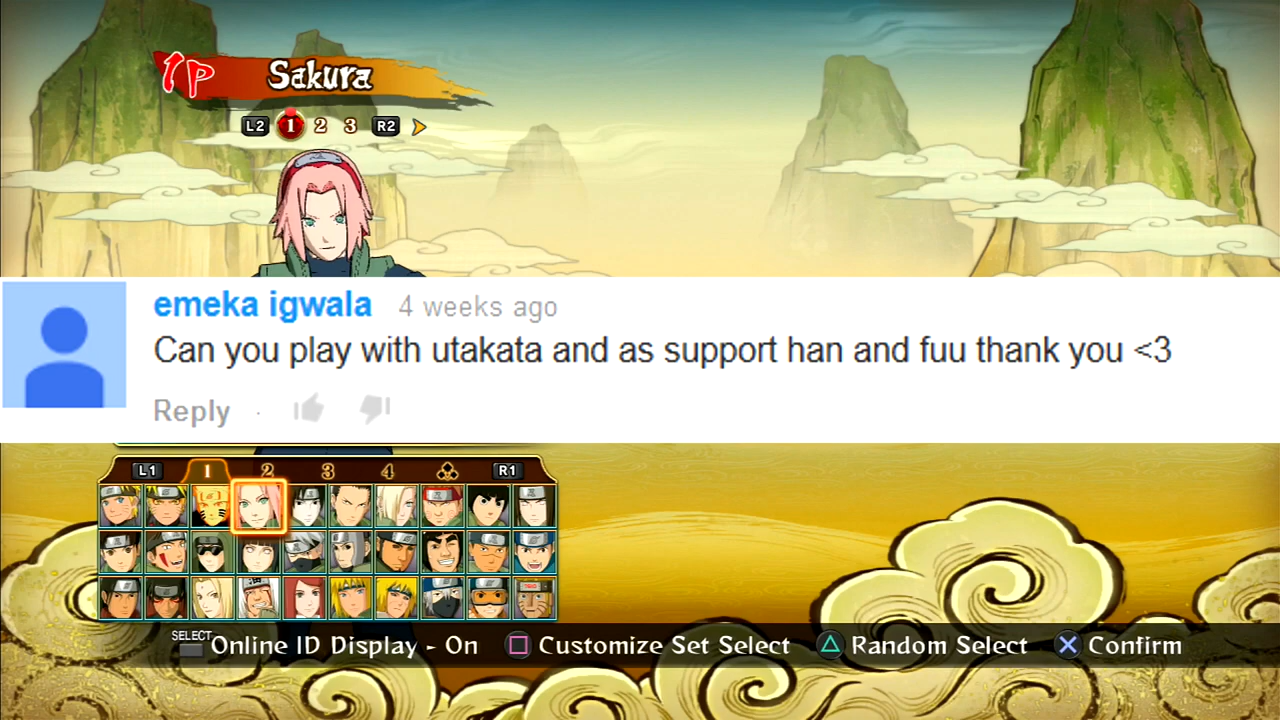 1P Sakura
L2 1 2 3 R2
emeka igwala 4 weeks ago
Can you play with utakata and as support han and fuu thank you <3
Reply ·
L1 1 2 3 4 R1
SELECT Online ID Display - On Customize Set Select Random Select Confirm